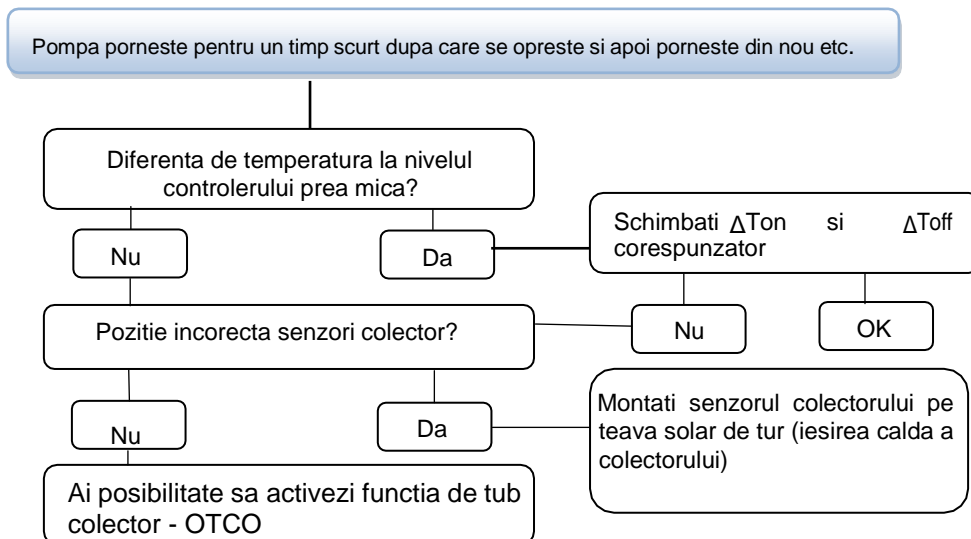 Pompa porneste pentru un timp scurt dupa care se opreste si apoi porneste din nou etc.
Diferenta de temperatura la nivelul
controlerului prea mica?
Nu
Da
Schimbati ΔTon si ΔToff
corespunzator
Pozitie incorecta senzori colector?
Nu
OK
Nu
Da
Montati senzorul colectorului pe
teava solar de tur (iesirea calda a
colectorului)
Ai posibilitate sa activezi functia de tub
colector - OTCO